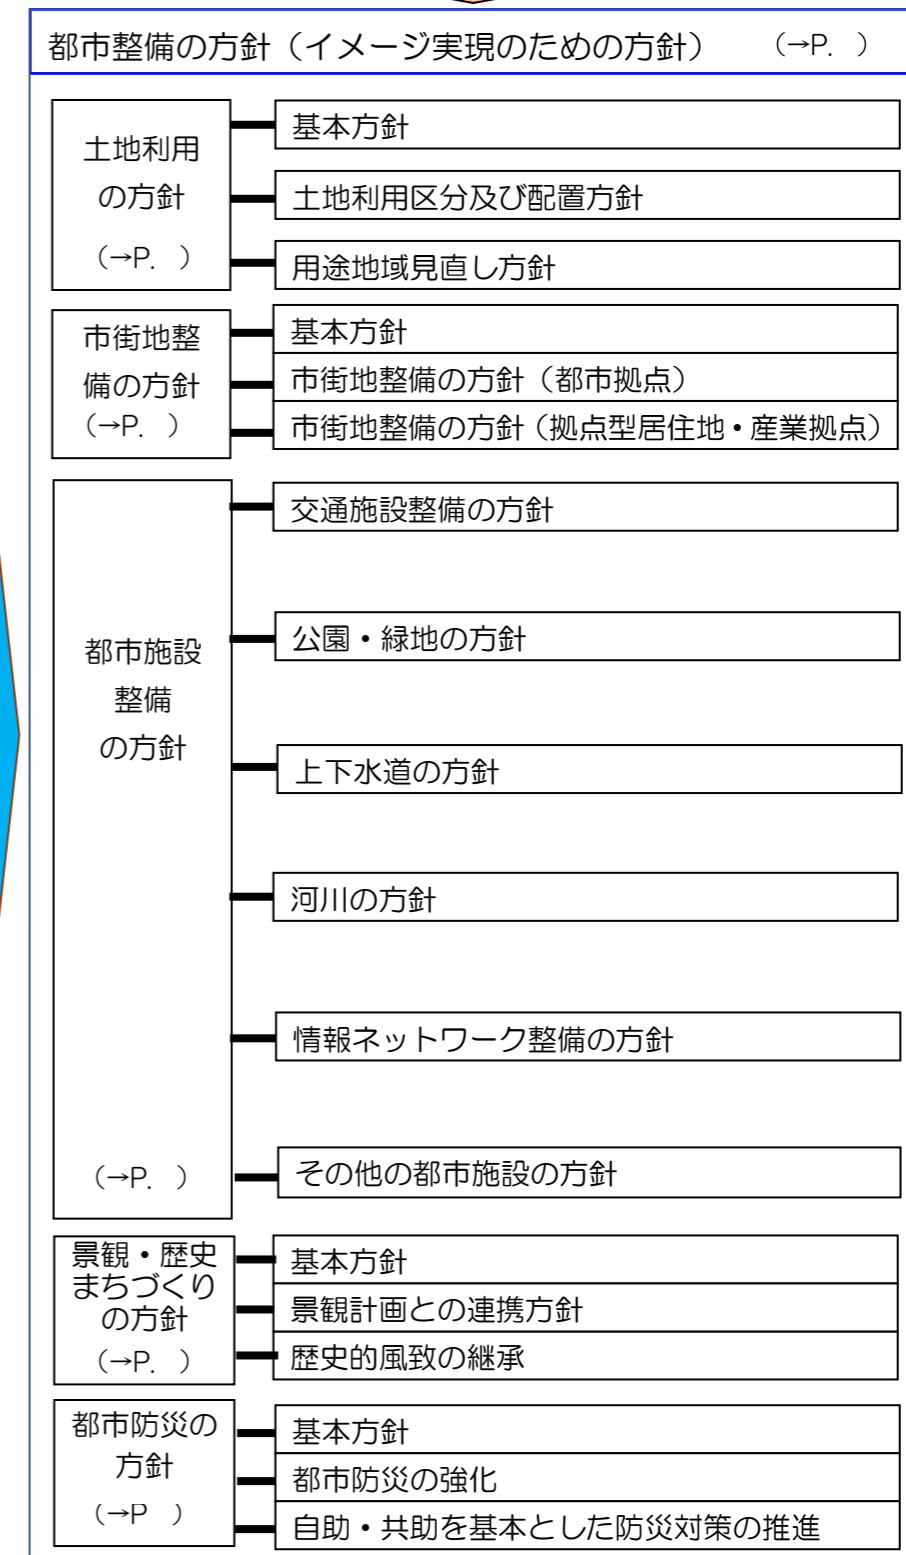 都市整備の方針（イメージ実現のための方針）　（→P.　）
土地利用
の方針
（→P.　）
基本方針
土地利用区分及び配置方針
用途地域見直し方針
市街地整
備の方針
（→P.　）
基本方針
市街地整備の方針（都市拠点）
市街地整備の方針（拠点型居住地・産業拠点）
都市施設
整備
の方針
（→P.　）
交通施設整備の方針
公園・緑地の方針
上下水道の方針
河川の方針
情報ネットワーク整備の方針
その他の都市施設の方針
景観・歴史
まちづくり
の方針
（→P.　）
基本方針
景観計画との連携方針
歴史的風致の継承
都市防災の
方針
（→P　）
基本方針
都市防災の強化
自助・共助を基本とした防災対策の推進